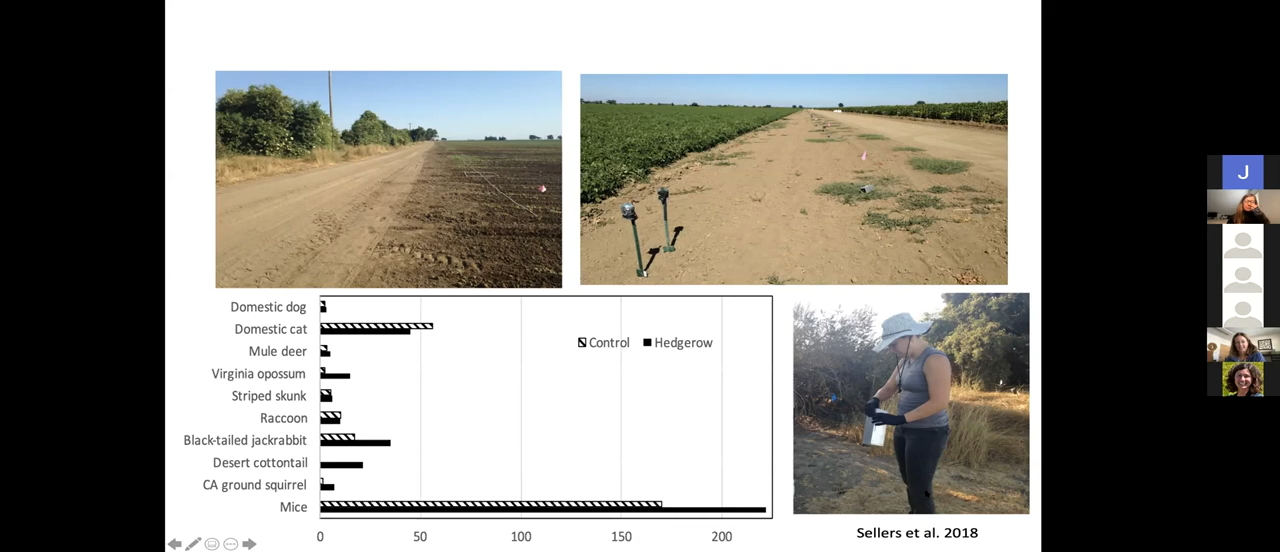 Domestic dog
Domestic cat
Mule deer
Virginia opossum
Striped skunk
Raccoon
Black-tailed jackrabbit
Desert cottontail
CA ground squirrel
Mice
Control Hedgerow
0 50 100 150 200
Sellers et al. 2018
J